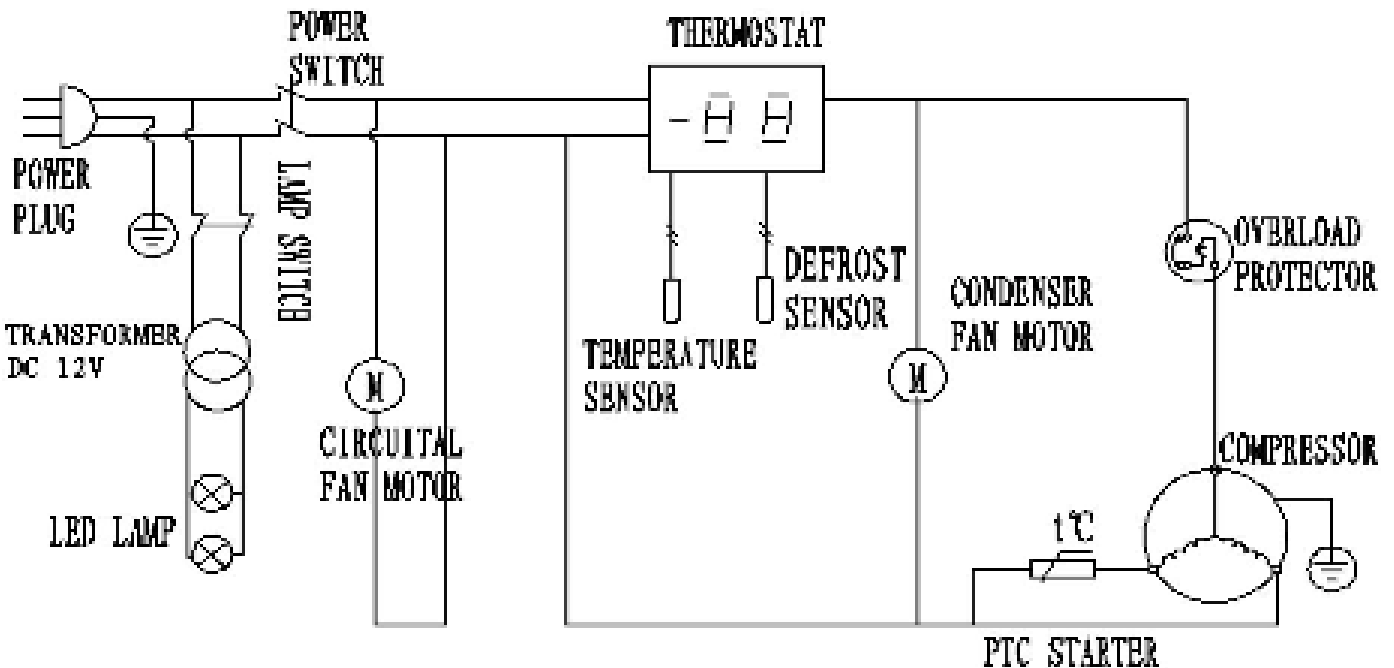 POWER
SWITCH
THERMOSTAT
-88
POWER
PLUG
LAMP SWITCH
OVERLOAD
PROTECTOR
DEFROST
SENSOR
CONDENSER
FAN MOTOR
TRANSFORMER
DC 12V
TEMPERATURE
SENSOR
M
M
CIRCUITAL
FAN MOTOR
COMPRESSOR
LED LAMP
t℃
PTC STARTER